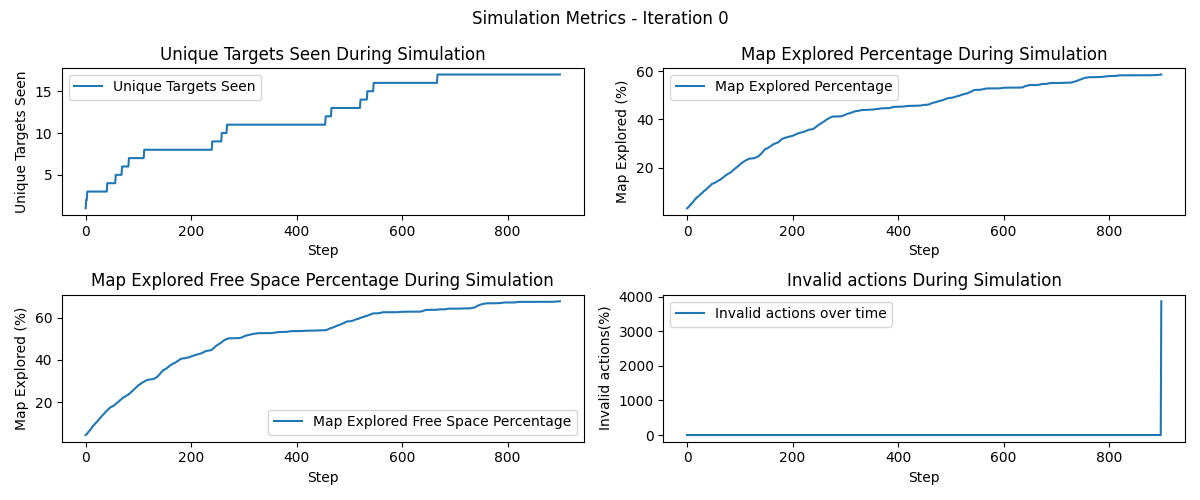 Simulation Metrics - Iteration 0
Unique Targets Seen During Simulation
Unique Targets Seen
15
10
5
Unique Targets Seen
0
200
400
600
800
Step
Map Explored Percentage During Simulation
Map Explored (%)
60
40
20
Map Explored Percentage
0
200
400
600
800
Step
Map Explored Free Space Percentage During Simulation
Map Explored (%)
60
40
20
Map Explored Free Space Percentage
0
200
400
600
800
Step
Invalid actions During Simulation
Invalid actions(%)
4000
3000
2000
1000
0
Invalid actions over time
0
200
400
600
800
Step